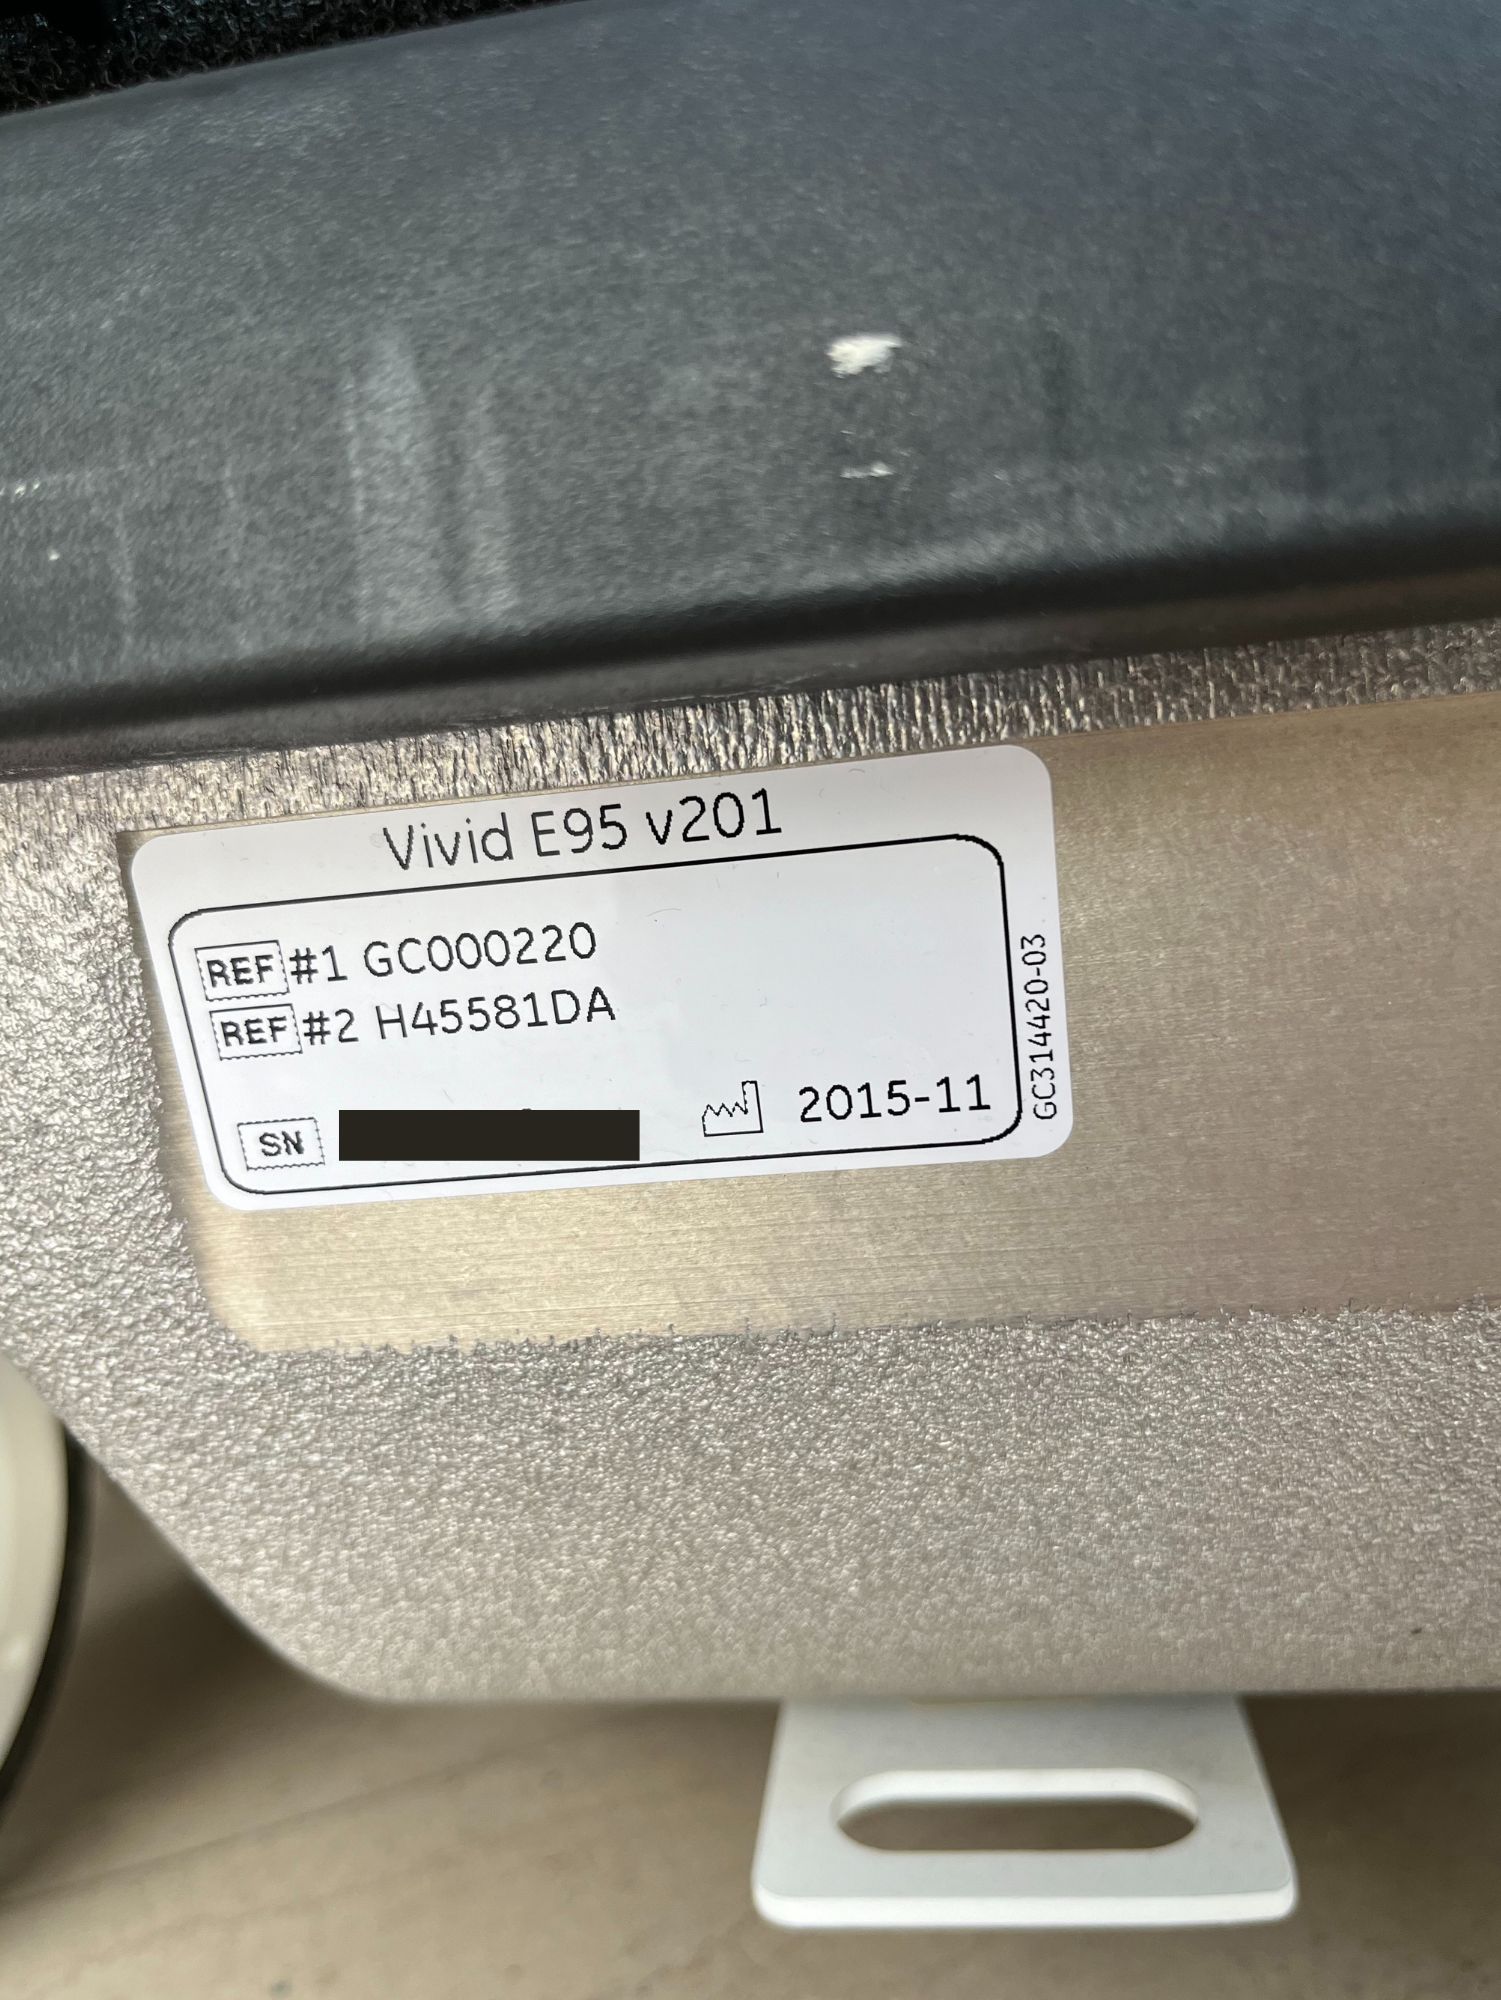 Vivid E95 v201
REF #1 GC000220
REF #2 H45581DA
SN 2015-11
GC314420-03